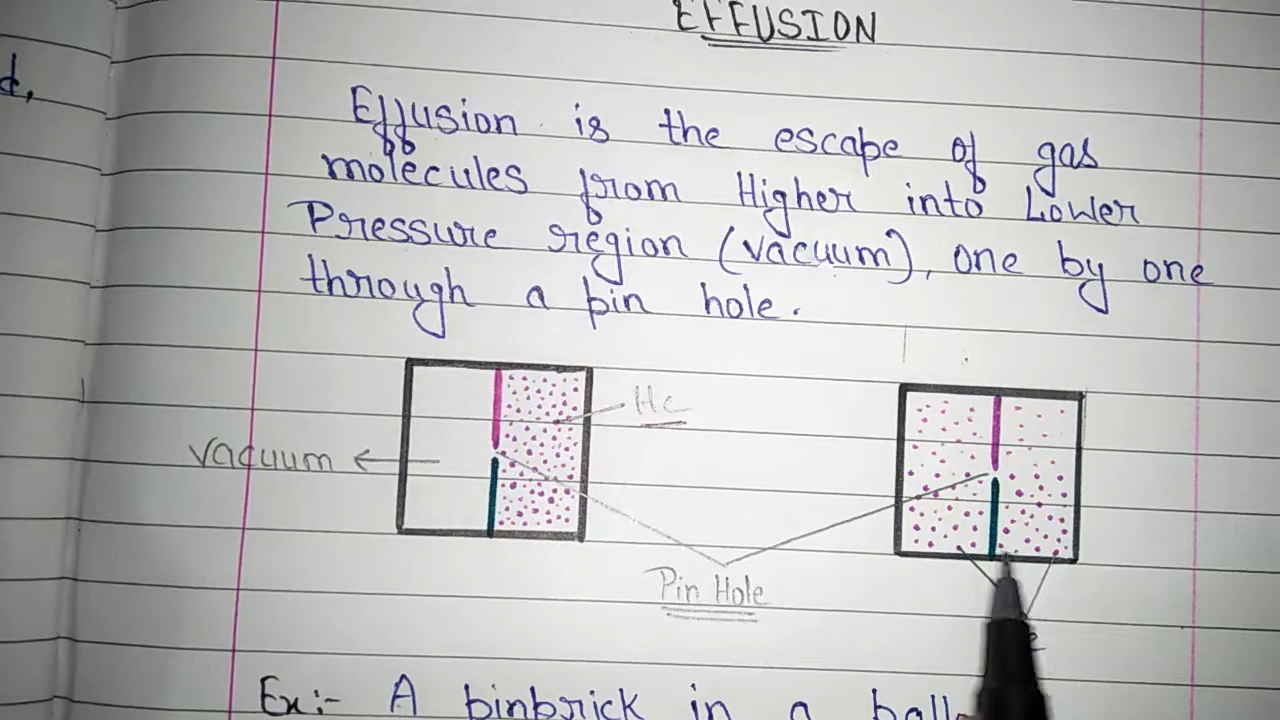 EFFUSION
d,
Effusion is the escape of gas
molecules from Higher into Lower
Pressure region (vacuum), one by one
through a pin hole.
He
Vacuum
Pin Hole
Ex:- A binbrick in a ball